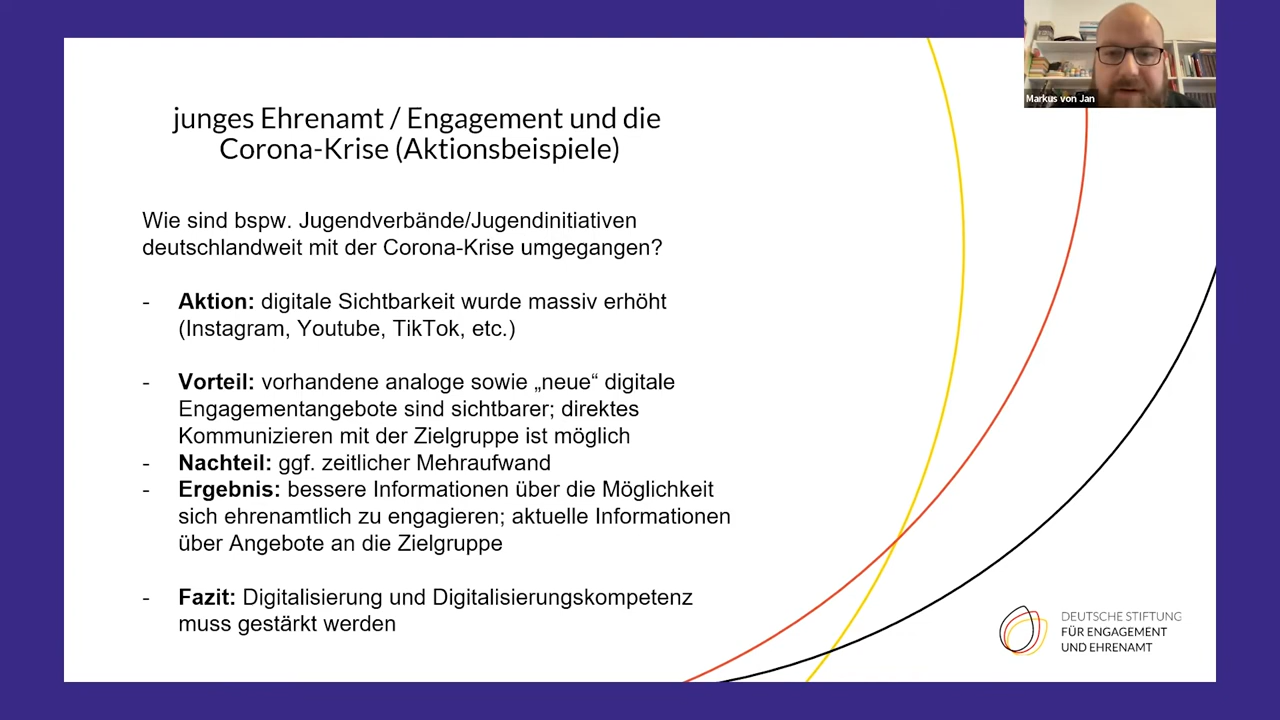 Markus von Jan
junges Ehrenamt / Engagement und die
Corona-Krise (Aktionsbeispiele)
Wie sind bspw. Jugendverbände/Jugendinitiativen
deutschlandweit mit der Corona-Krise umgegangen?
- Aktion: digitale Sichtbarkeit wurde massiv erhöht
(Instagram, Youtube, TikTok, etc.)
- Vorteil: vorhandene analoge sowie „neue“ digitale
Engagementangebote sind sichtbarer; direktes
Kommunizieren mit der Zielgruppe ist möglich
- Nachteil: ggf. zeitlicher Mehraufwand
- Ergebnis: bessere Informationen über die Möglichkeit
sich ehrenamtlich zu engagieren; aktuelle Informationen
über Angebote an die Zielgruppe
- Fazit: Digitalisierung und Digitalisierungskompetenz
muss gestärkt werden
DEUTSCHE STIFTUNG
FÜR ENGAGEMENT
UND EHRENAMT